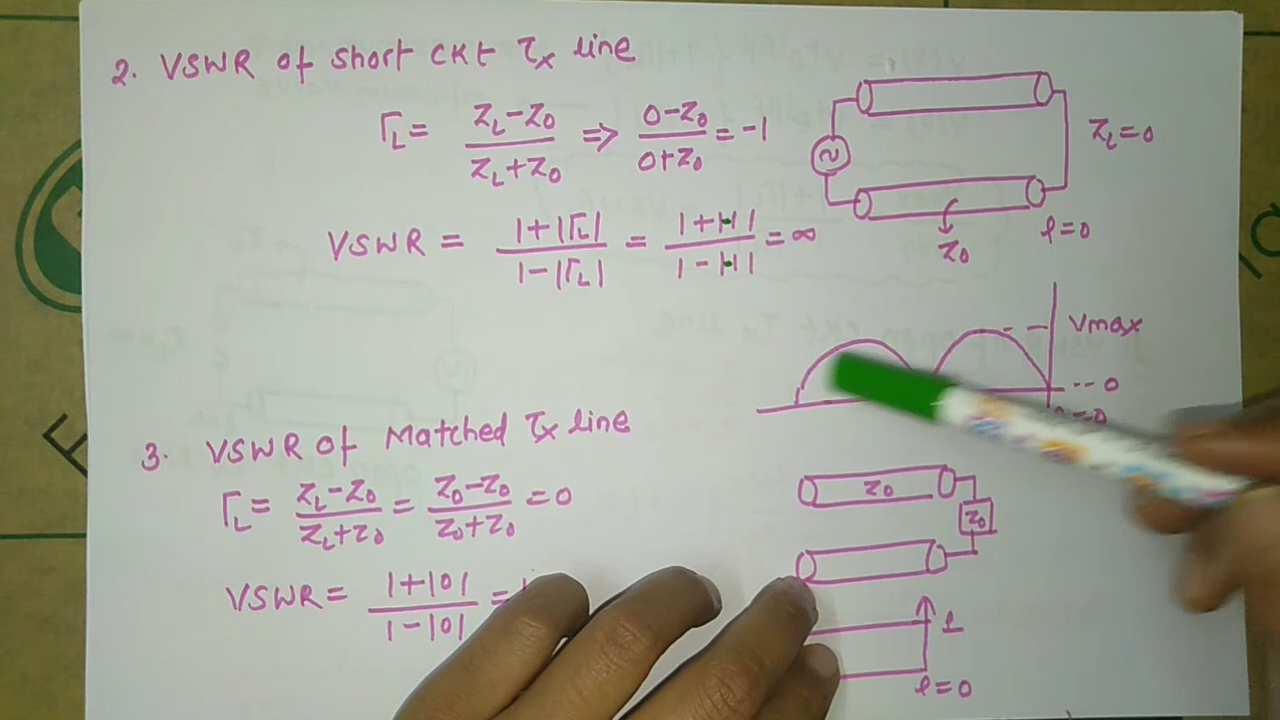 2. VSWR of short ckt Tx line
ΓL = ZL-Z0 / ZL+Z0 => 0-Z0 / 0+Z0 = -1
ZL=0
VSWR = 1+|ΓL| / 1-|ΓL| = 1+|-1| / 1-|-1| = ∞
l=0
Z0
Vmax
0
3. VSWR of Matched Tx line
ΓL = ZL-Z0 / ZL+Z0 = Z0-Z0 / Z0+Z0 = 0
Z0
Z0
VSWR = 1+|0| / 1-|0| =
1
l=0